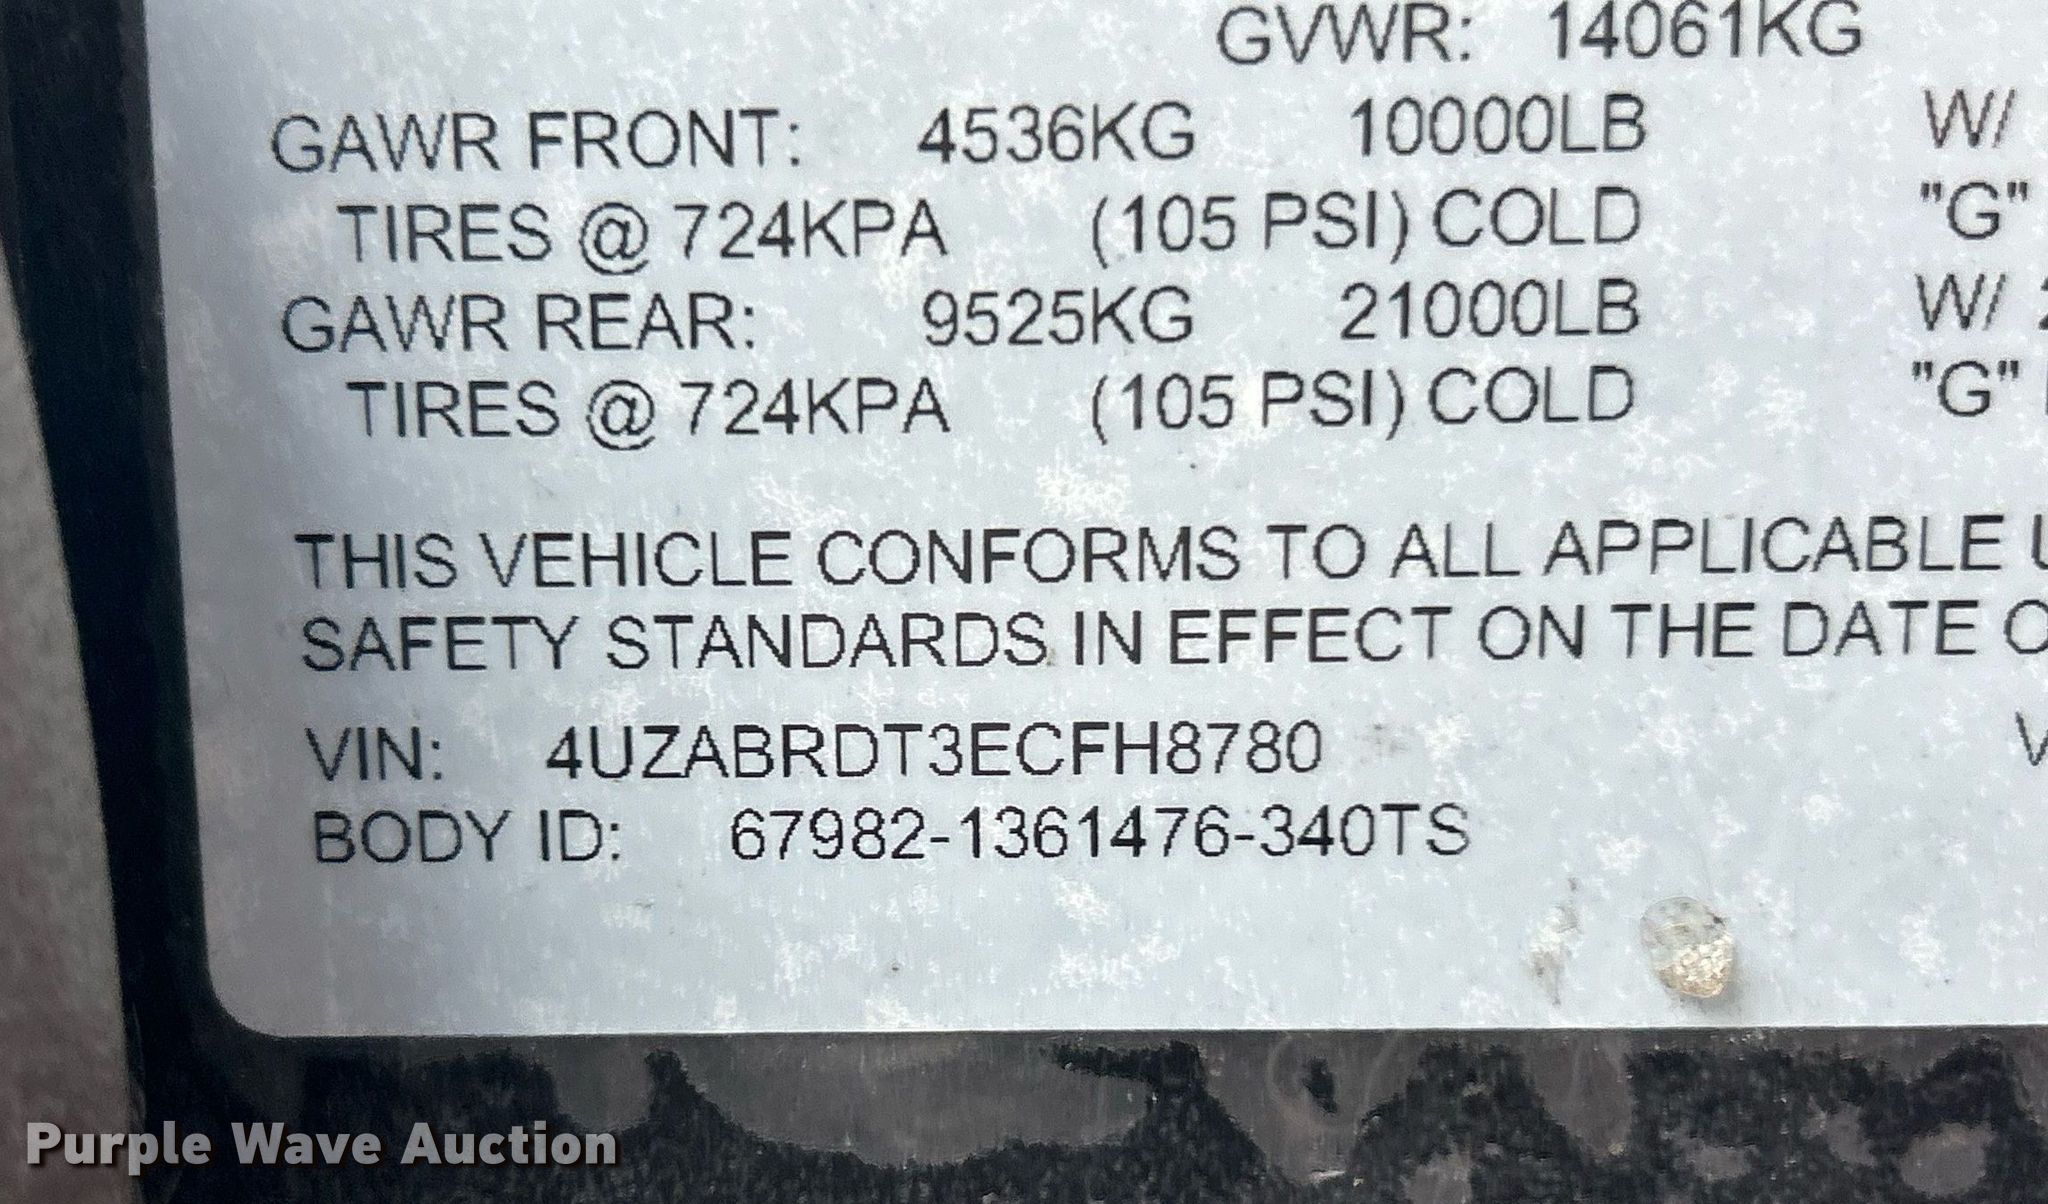 GVWR: 14061KG
GAWR FRONT: 4536KG 10000LB W/
TIRES @ 724KPA (105 PSI) COLD "G"
GAWR REAR: 9525KG 21000LB W/
TIRES @ 724KPA (105 PSI) COLD "G"
THIS VEHICLE CONFORMS TO ALL APPLICABLE
SAFETY STANDARDS IN EFFECT ON THE DATE
VIN: 4UZABRDT3ECFH8780
BODY ID: 67982-1361476-340TS
Purple Wave Auction